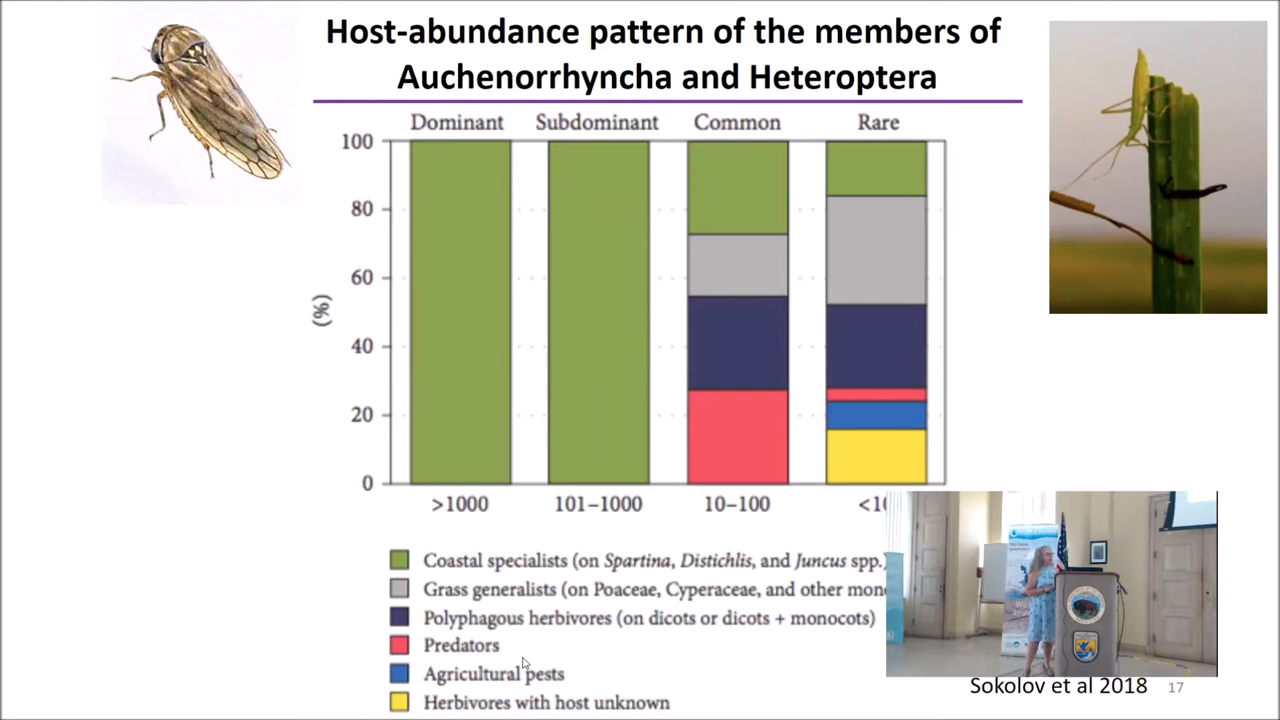 Host-abundance pattern of the members of
Auchenorrhyncha and Heteroptera
Dominant Subdominant Common Rare
100
80
60
40
20
0
(%)
>1000 101–1000 10–100 <10
Coastal specialists (on Spartina, Distichlis, and Juncus spp.)
Grass generalists (on Poaceae, Cyperaceae, and other
Polyphagous herbivores (on dicots or dicots + monocots)
Predators
Agricultural pests
Herbivores with host unknown
Sokolov et al 2018 17